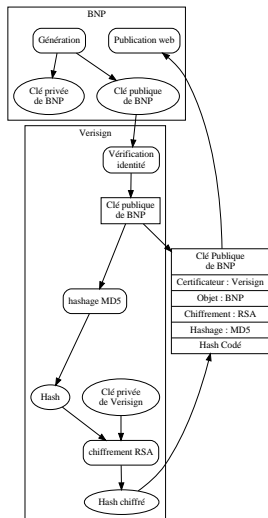 BNP
Génération
Publication web
Clé privée
de BNP
Clé publique
de BNP
Verisign
Vérification
identité
Clé publique
de BNP
Clé Publique
de BNP
Certificateur : Verisign
Objet : BNP
Chiffrement : RSA
Hashage : MD5
Hash Codé
hashage MD5
Hash
Clé privée
de Verisign
chiffrement RSA
Hash chiffré